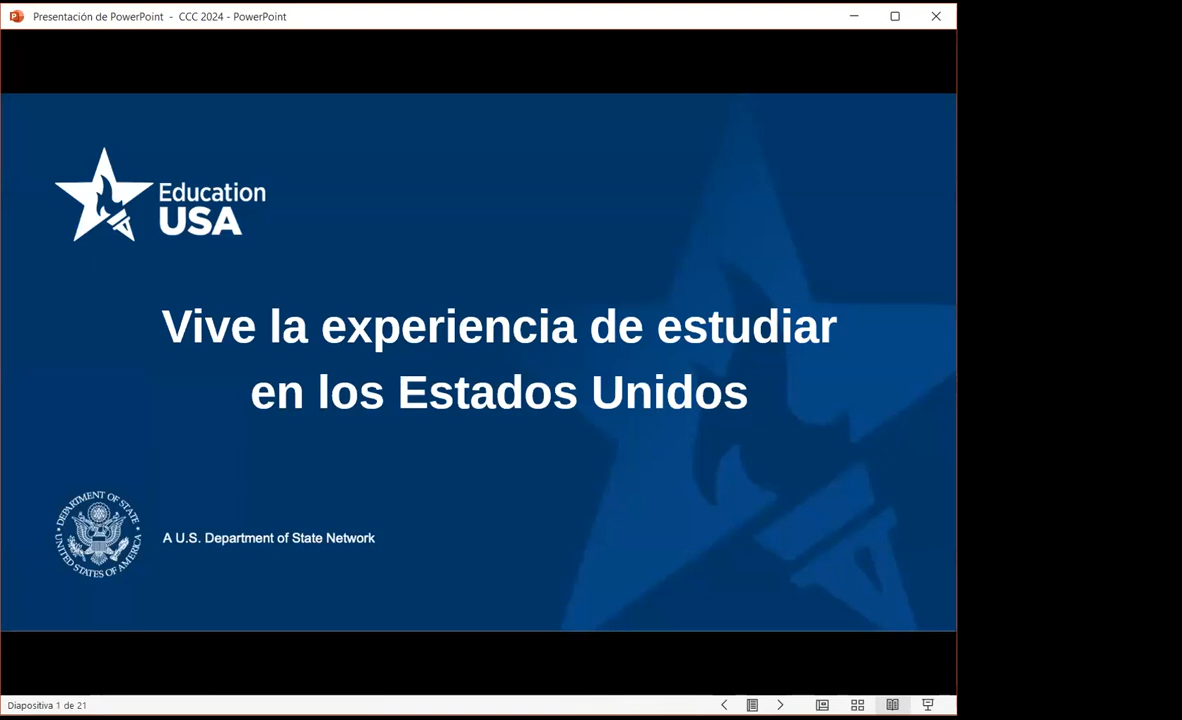 Presentación de PowerPoint - CCC 2024 - PowerPoint
Education
USA
Vive la experiencia de estudiar
en los Estados Unidos
DEPARTMENT OF STATE
UNITED STATES OF AMERICA
A U.S. Department of State Network
Diapositiva 1 de 21